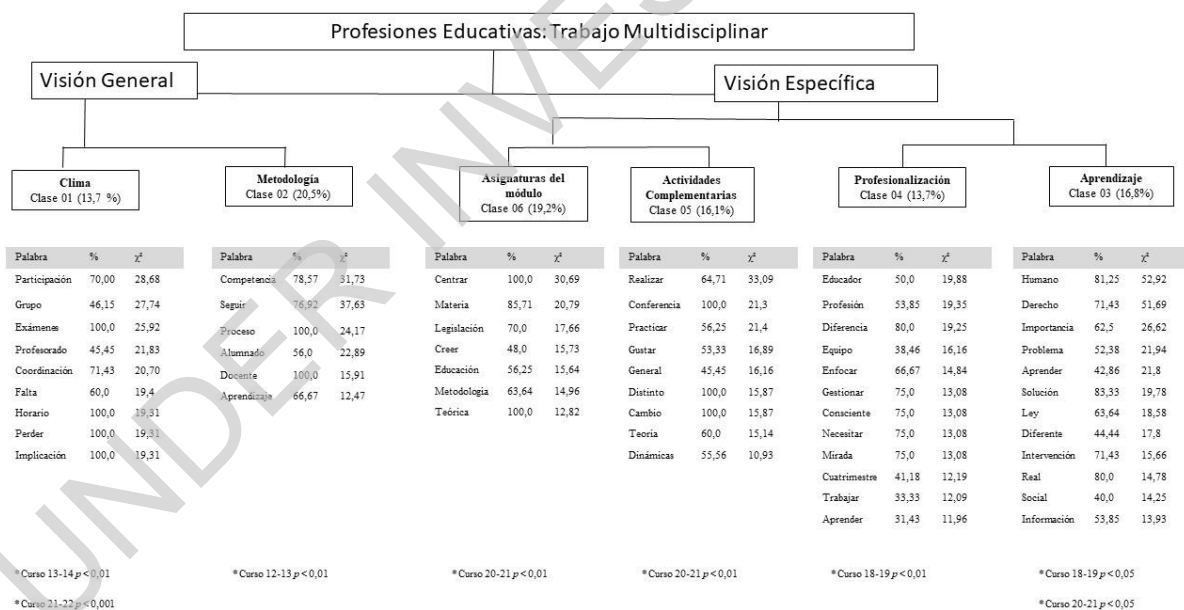 Profesiones Educativas: Trabajo Multidisciplinar
Visión General
Visión Específica
Clima
Clase 01 (13,7 %)
Metodología
Clase 02 (20,5%)
Asignaturas del
módulo
Clase 06 (19,2%)
Actividades
Complementarias
Clase 05 (16,1%)
Profesionalización
Clase 04 (13,7%)
Aprendizaje
Clase 03 (16,8%)
Palabra % χ²
Participación 70,00 28,68
Grupo 46,15 27,74
Exámenes 100,0 25,92
Profesorado 45,45 21,83
Coordinación 71,43 20,70
Falta 60,0 19,4
Horario 100,0 19,31
Perder 100,0 19,31
Implicación 100,0 19,31
*Curso 13-14 p<0,01
*Curso 21-22 p<0,001
Palabra % χ²
Competencia 78,57 31,73
Seguir 76,92 37,63
Proceso 100,0 24,17
Alumnado 56,0 22,89
Docente 100,0 15,91
Aprendizaje 66,67 12,47
*Curso 12-13 p<0,01
Palabra % χ²
Centrar 100,0 30,69
Materia 85,71 20,79
Legislación 70,0 17,66
Creer 48,0 15,73
Educación 56,25 15,64
Metodología 63,64 14,96
Teórica 100,0 12,82
*Curso 20-21 p<0,01
Palabra % χ²
Realizar 64,71 33,09
Conferencia 100,0 21,3
Practicar 56,25 21,4
Gustar 53,33 16,89
General 45,45 16,16
Distinto 100,0 15,87
Cambio 100,0 15,87
Teoría 60,0 15,14
Dinámicas 55,56 10,93
*Curso 20-21 p<0,01
Palabra % χ²
Educador 50,0 19,88
Profesión 53,85 19,35
Diferencia 80,0 19,25
Equipo 38,46 16,16
Enfocar 66,67 14,84
Gestionar 75,0 13,08
Consciente 75,0 13,08
Necesitar 75,0 13,08
Mirada 75,0 13,08
Cuatrimestre 41,18 12,19
Trabajar 33,33 12,09
Aprender 31,43 11,96
*Curso 18-19 p<0,01
Palabra % χ²
Humano 81,25 52,92
Derecho 71,43 51,69
Importancia 62,5 26,62
Problema 52,38 21,94
Aprender 42,86 21,8
Solución 83,33 19,78
Ley 63,64 18,58
Diferente 44,44 17,8
Intervención 71,43 15,66
Real 80,0 14,78
Social 40,0 14,25
Información 53,85 13,93
*Curso 18-19 p<0,05
*Curso 20-21 p<0,05
UNDER INVES